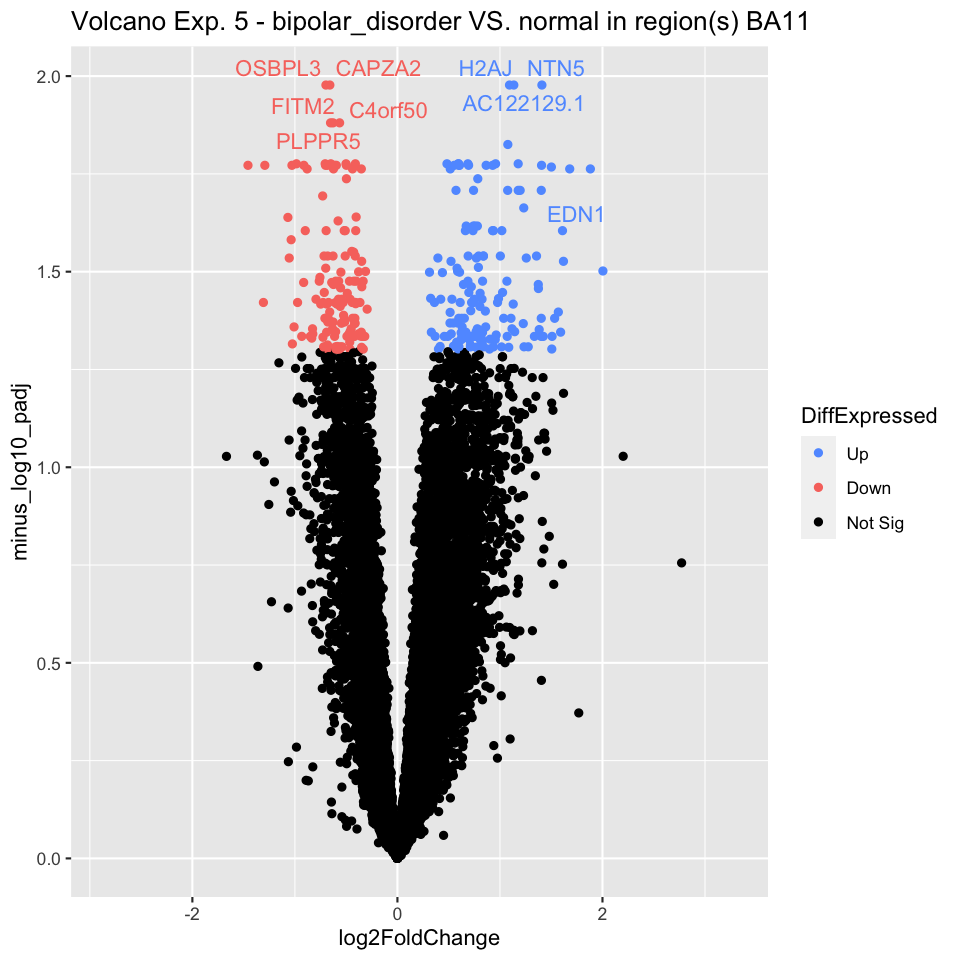 Volcano Exp. 5 - bipolar_disorder VS. normal in region(s) BA11
OSBPL3 CAPZA2 H2AJ NTN5
FITM2 C4orf50 AC122129.1
PLPPR5
EDN1
2.0
1.5
1.0
0.5
0.0
minus_log10_padj
-2 0 2
log2FoldChange
DiffExpressed
Up
Down
Not Sig